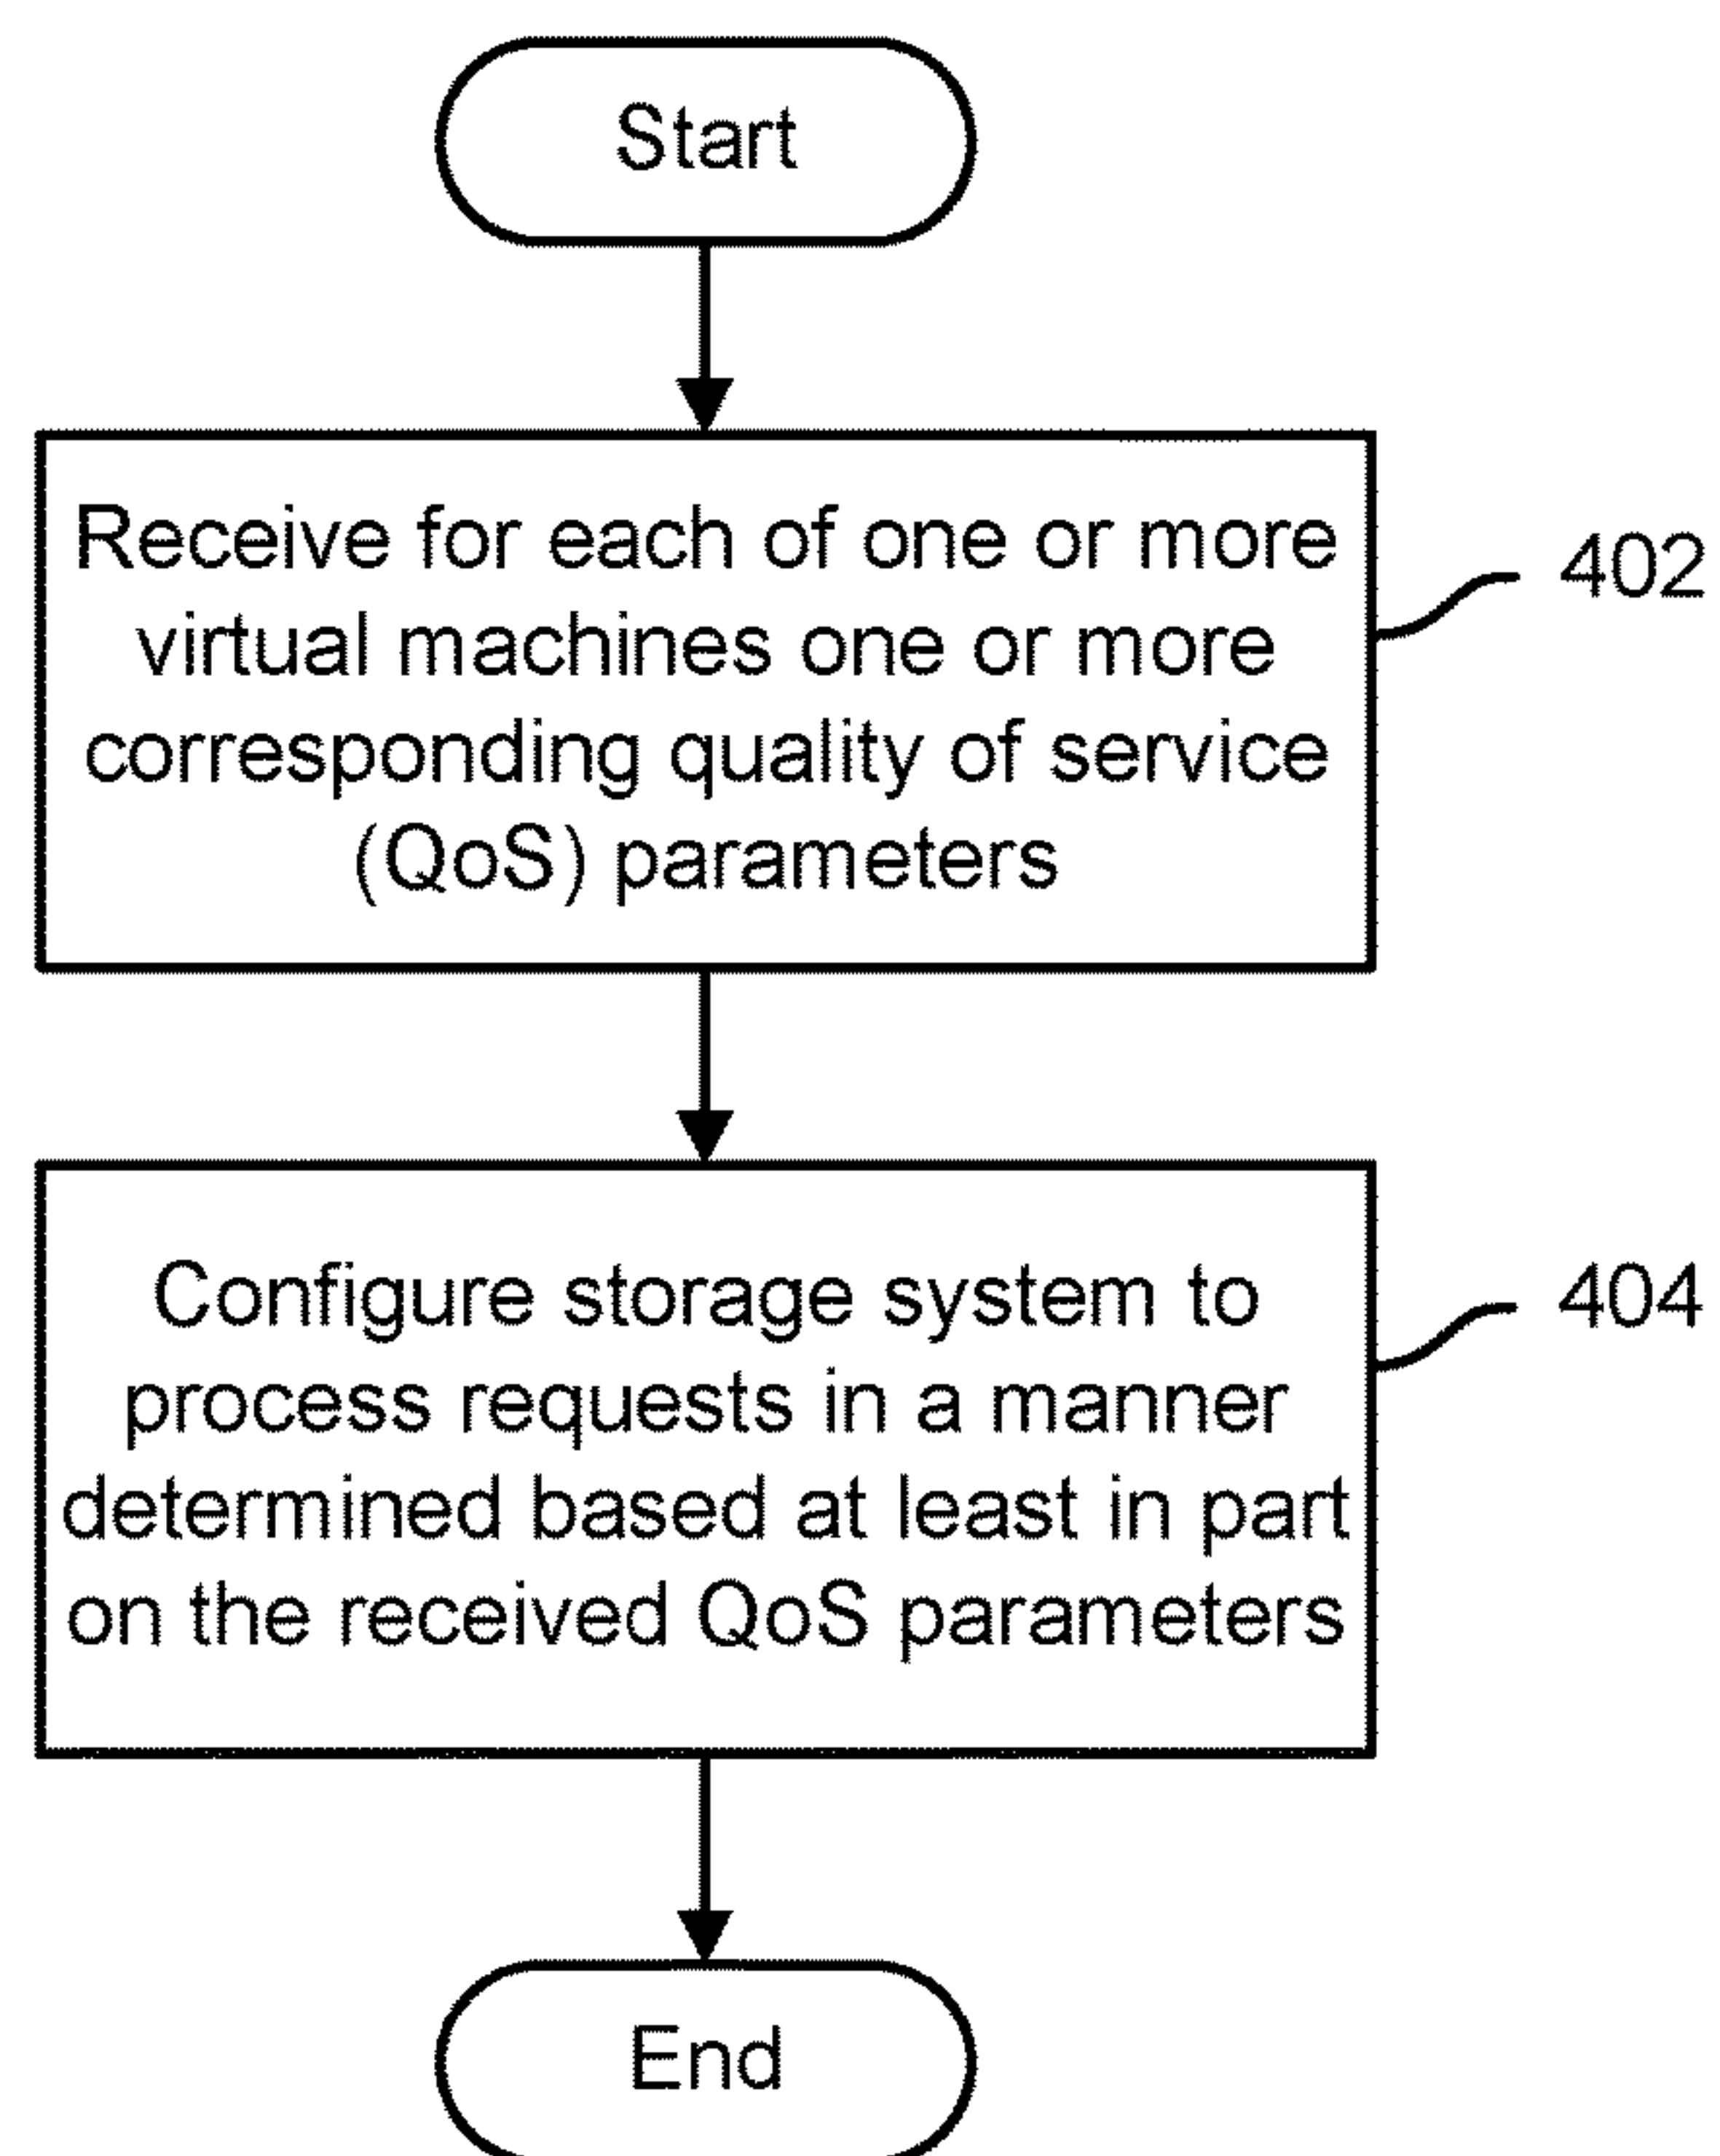 Start
Receive for each of one or more
virtual machines one or more
corresponding quality of service
(QoS) parameters
402
Configure storage system to
process requests in a manner
determined based at least in part
on the received QoS parameters
404
End